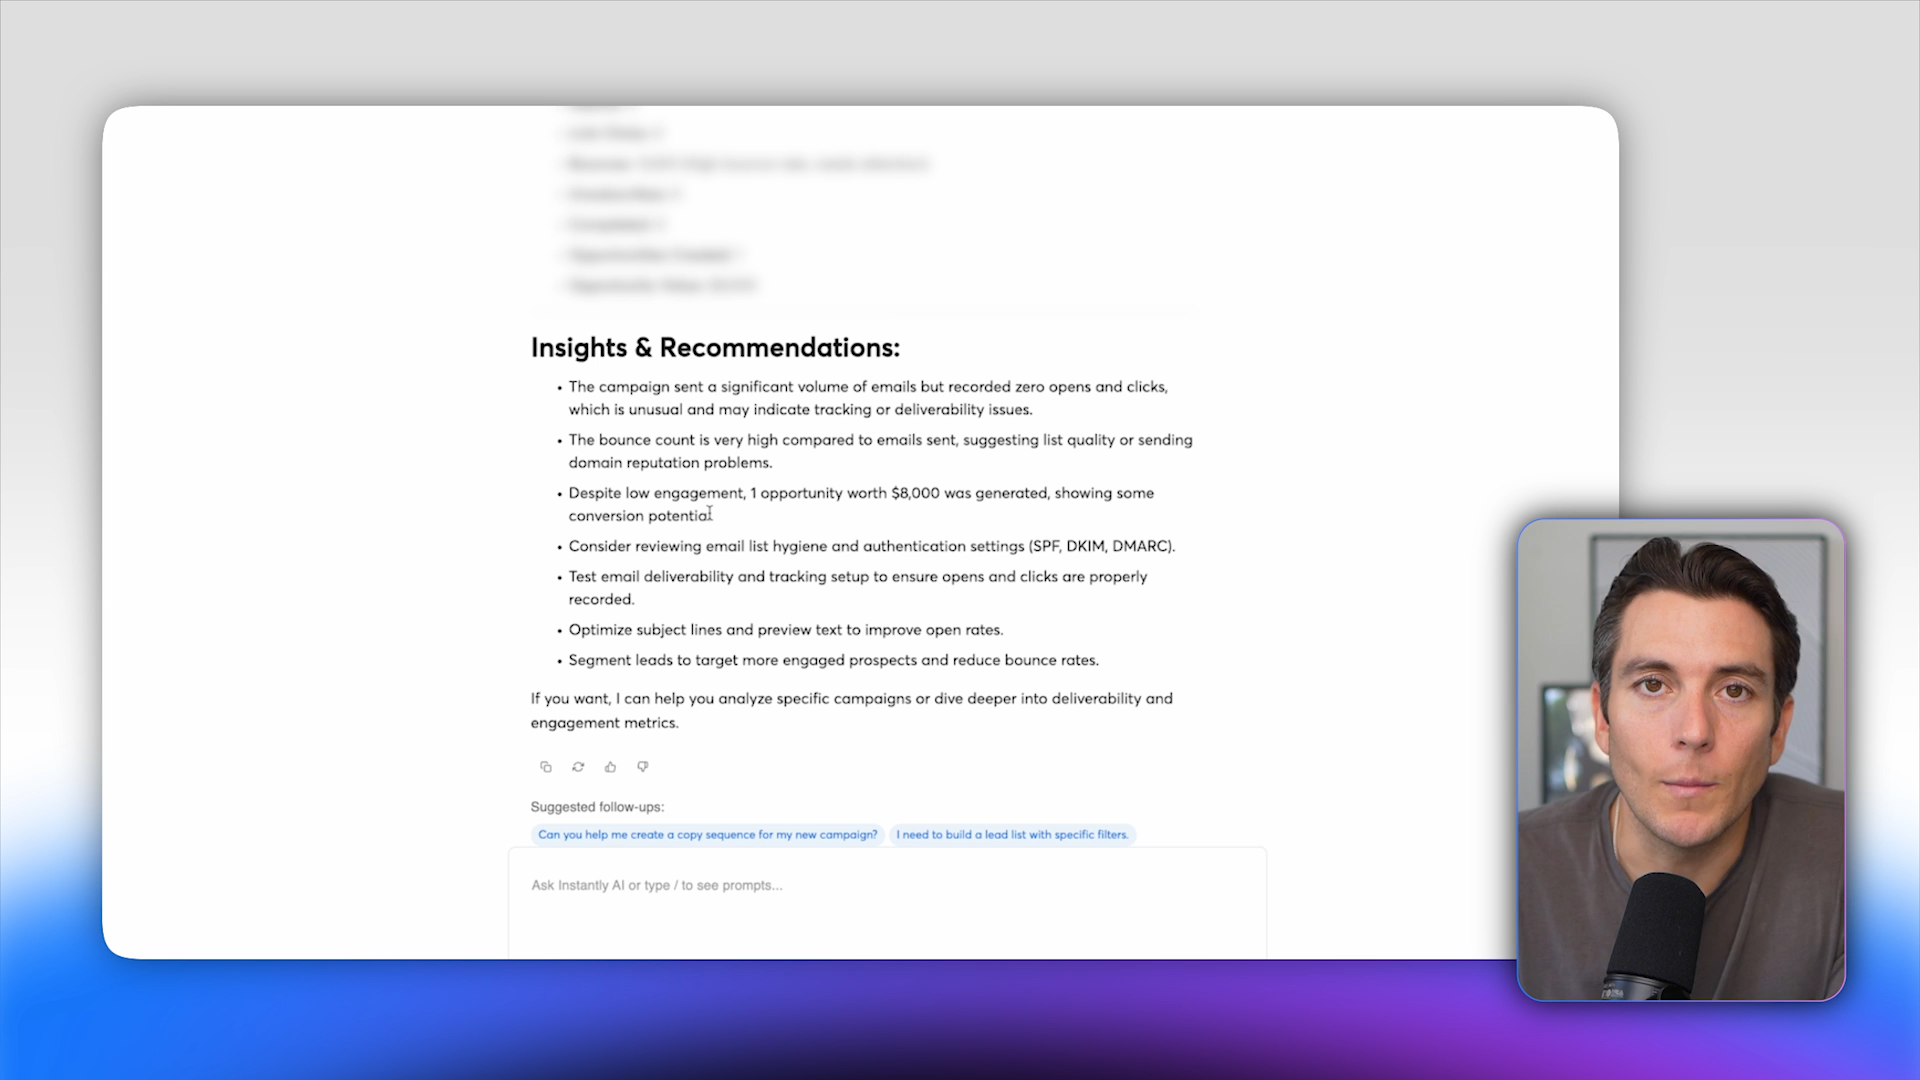 Insights & Recommendations:
• The campaign sent a significant volume of emails but recorded zero opens and clicks,
which is unusual and may indicate tracking or deliverability issues.
• The bounce count is very high compared to emails sent, suggesting list quality or sending
domain reputation problems.
• Despite low engagement, 1 opportunity worth $8,000 was generated, showing some
conversion potential.
• Consider reviewing email list hygiene and authentication settings (SPF, DKIM, DMARC).
• Test email deliverability and tracking setup to ensure opens and clicks are properly
recorded.
• Optimize subject lines and preview text to improve open rates.
• Segment leads to target more engaged prospects and reduce bounce rates.
If you want, I can help you analyze specific campaigns or dive deeper into deliverability and
engagement metrics.
Suggested follow-ups:
Can you help me create a copy sequence for my new campaign? I need to build a lead list with specific filters.
Ask Instantly AI or type / to see prompts...